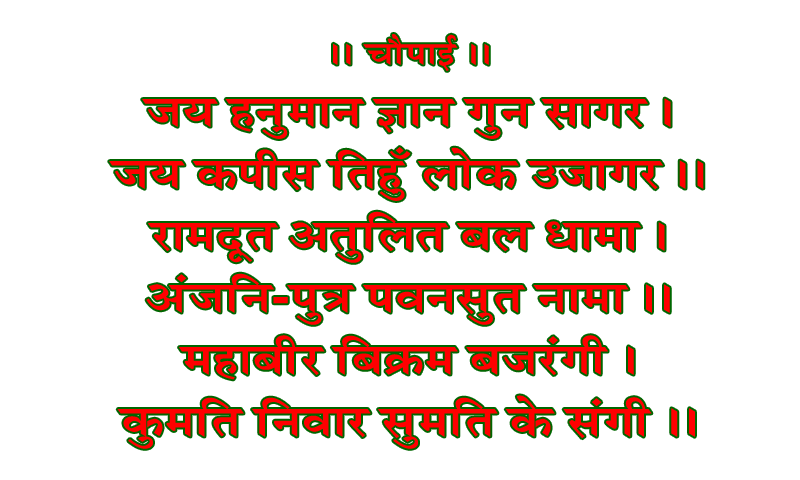 ।। चौपाई ।।
जय हनुमान ज्ञान गुन सागर ।
जय कपीस तिहुँ लोक उजागर ।।
रामदूत अतुलित बल धामा ।
अंजनि-पुत्र पवनसुत नामा ।।
महाबीर बिक्रम बजरंगी ।
कुमति निवार सुमति के संगी ।।